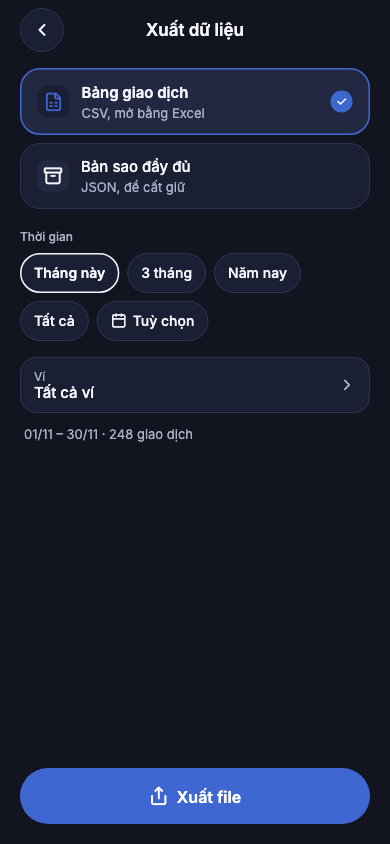 Xuất dữ liệu
Bảng giao dịch
CSV, mở bằng Excel
Bản sao đầy đủ
JSON, để cất giữ
Thời gian
Tháng này
3 tháng
Năm nay
Tất cả
Tuỳ chọn
Ví
Tất cả ví
01/11 – 30/11 · 248 giao dịch
Xuất file